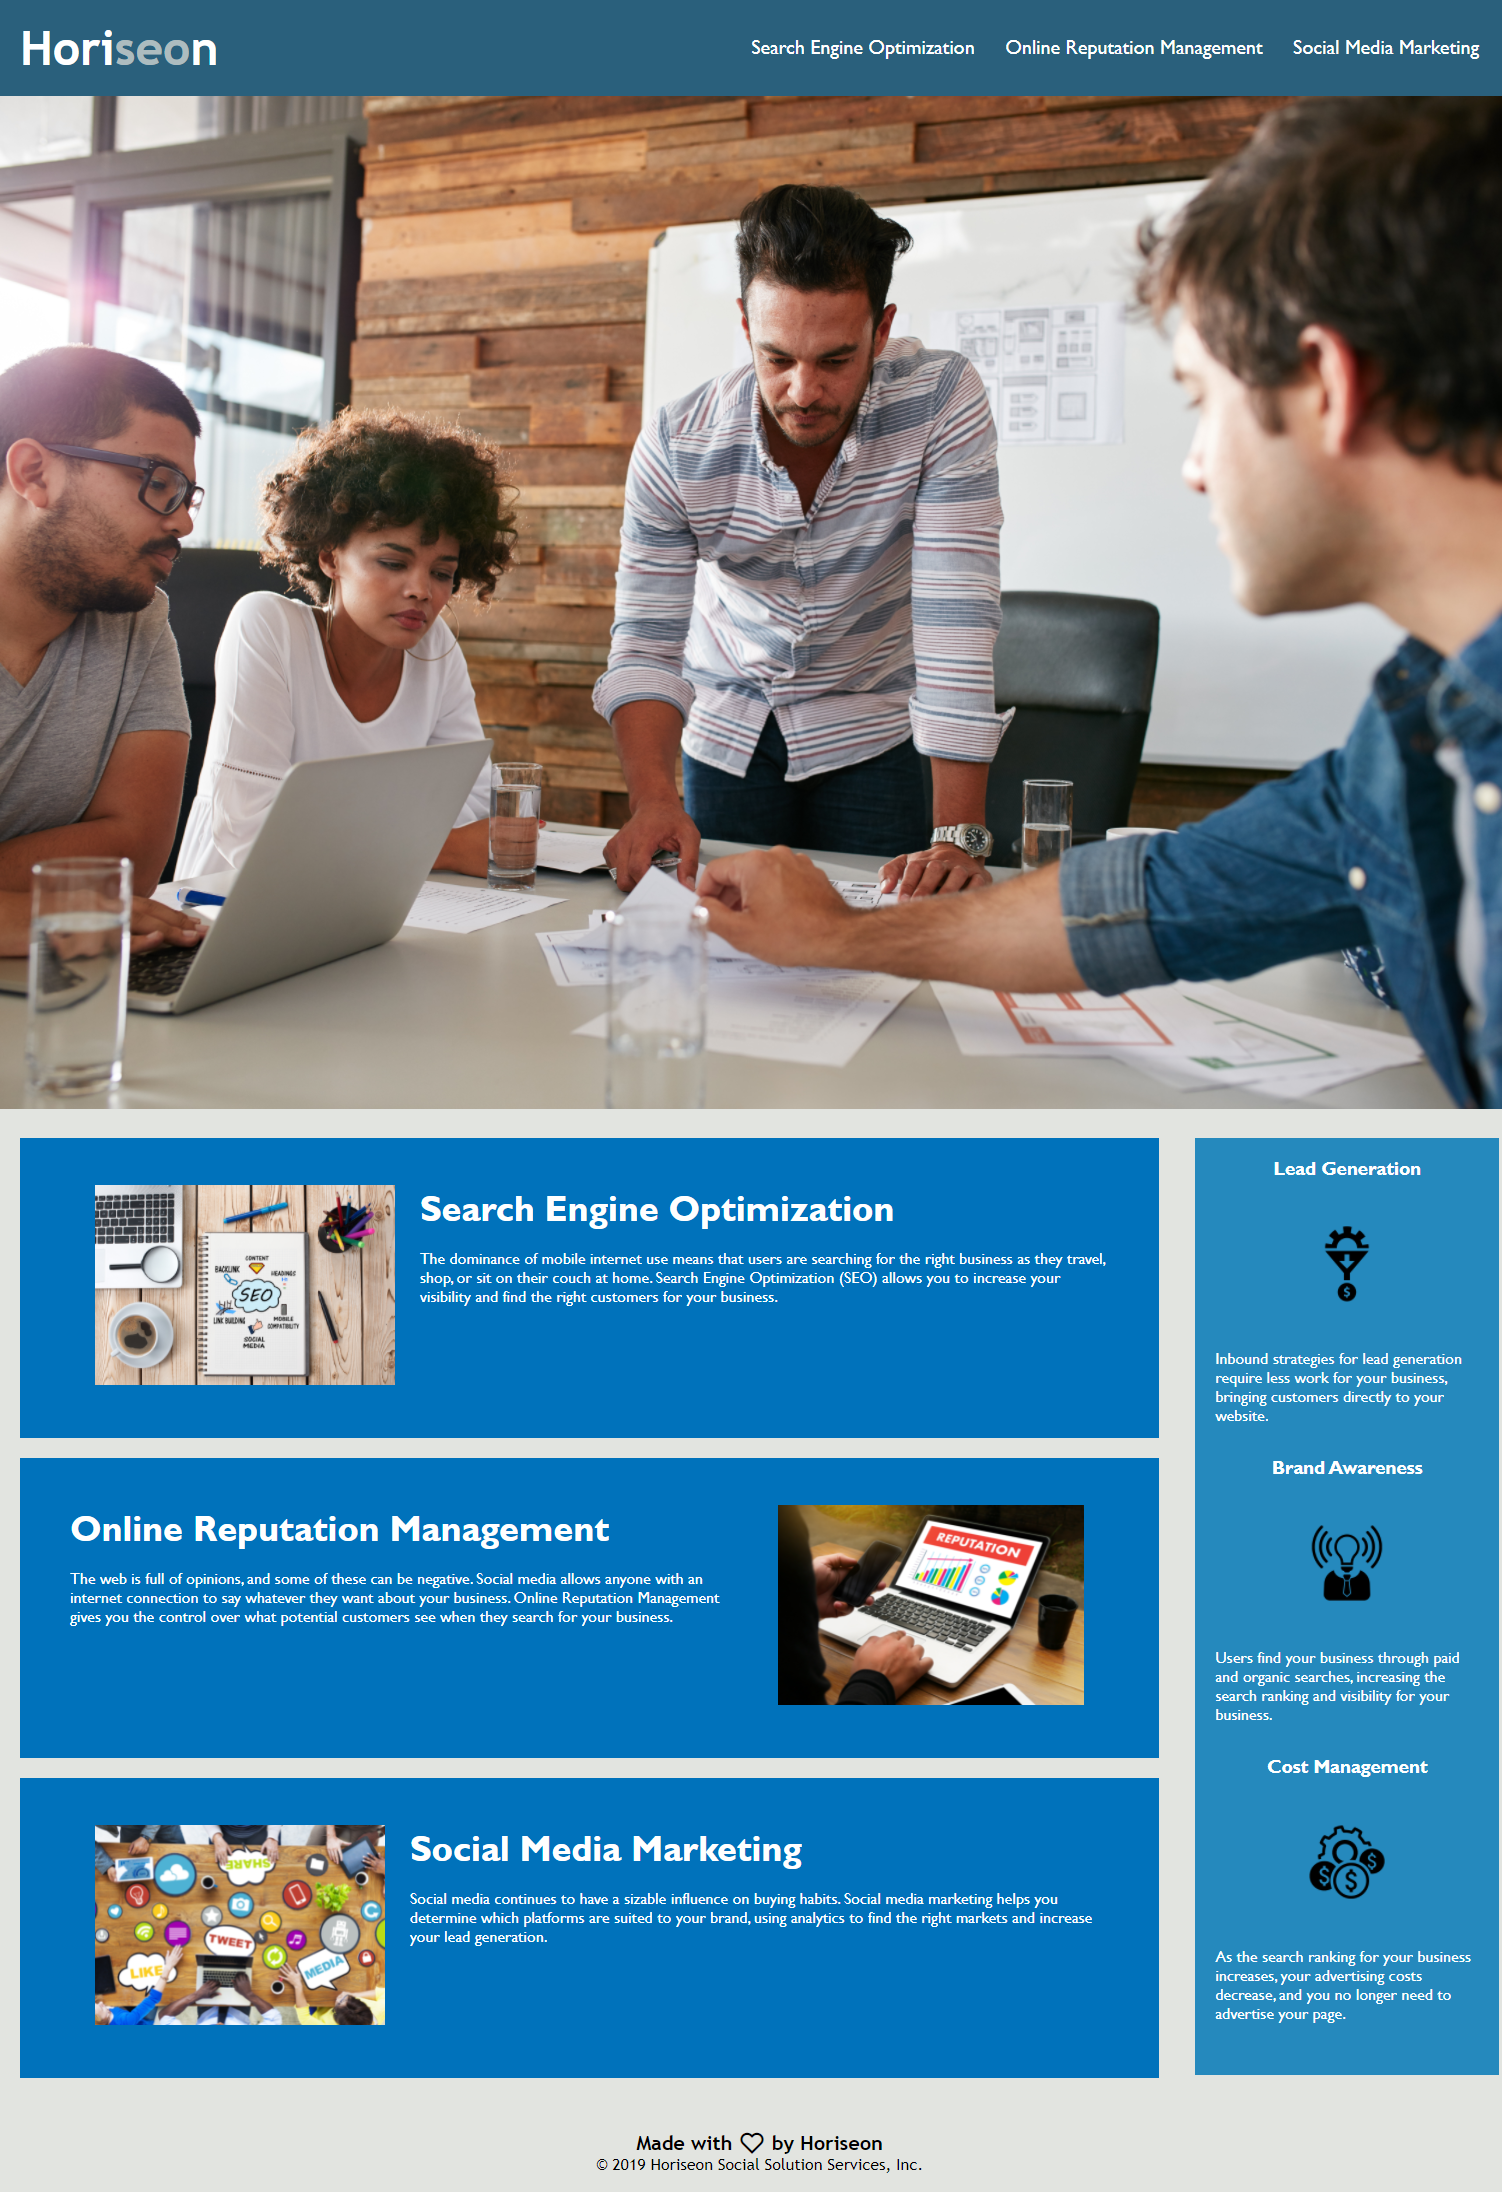 Horiseon
Search Engine Optimization
Online Reputation Management
Social Media Marketing
Search Engine Optimization
The dominance of mobile internet use means that users are searching for the right business as they travel,
shop, or sit on their couch at home. Search Engine Optimization (SEO) allows you to increase your
visibility and find the right customers for your business.
CONTENT
BACKLINK
HEADINGS
SEO
LINK BUILDING
MOBILE
COMPATIBILITY
SOCIAL
MEDIA
Online Reputation Management
The web is full of opinions, and some of these can be negative. Social media allows anyone with an
internet connection to say whatever they want about your business. Online Reputation Management
gives you the control over what potential customers see when they search for your business.
REPUTATION
Social Media Marketing
Social media continues to have a sizable influence on buying habits. Social media marketing helps you
determine which platforms are suited to your brand, using analytics to find the right markets and increase
your lead generation.
SHARE
TWEET
LIKE
MEDIA
Lead Generation
$
Inbound strategies for lead generation
require less work for your business,
bringing customers directly to your
website.
Brand Awareness
Users find your business through paid
and organic searches, increasing the
search ranking and visibility for your
business.
Cost Management
$ $ $
As the search ranking for your business
increases, your advertising costs
decrease, and you no longer need to
advertise your page.
Made with ♡ by Horiseon
© 2019 Horiseon Social Solution Services, Inc.